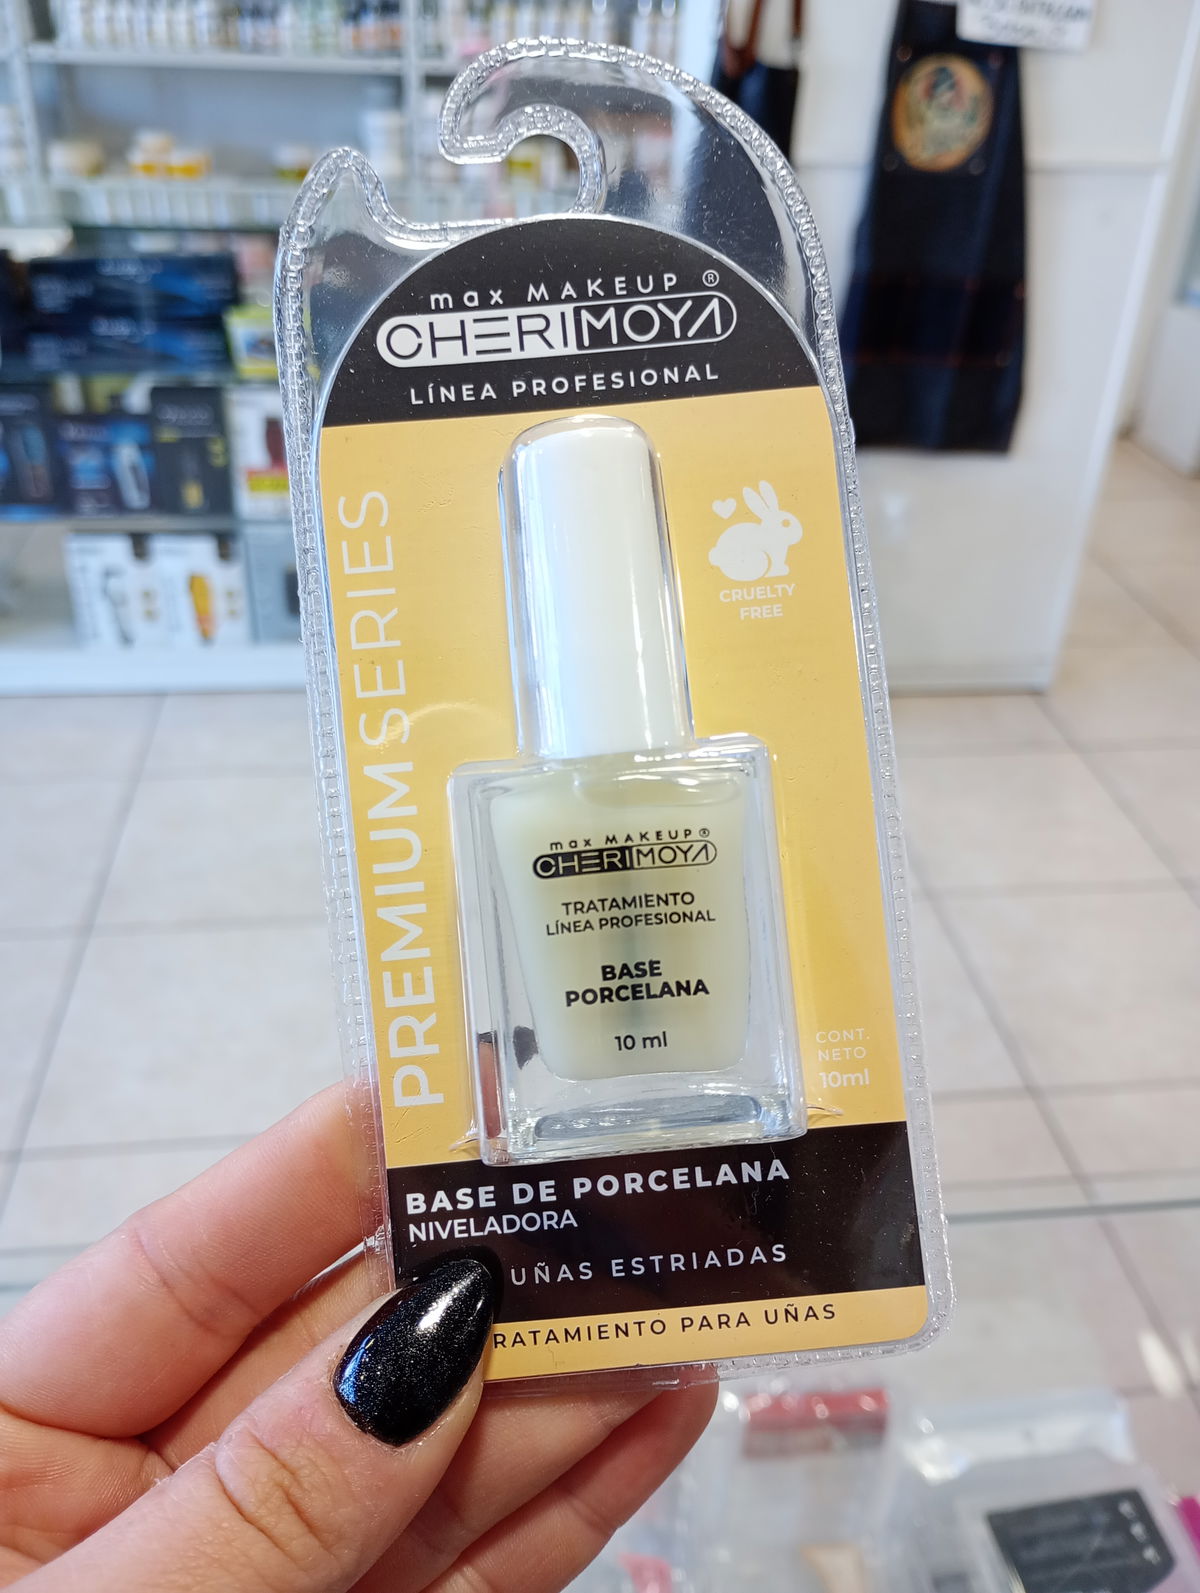 max MAKEUP ®
CHERIMOYA
LÍNEA PROFESIONAL
PREMIUM SERIES
CRUELTY
FREE
max MAKEUP ®
CHERIMOYA
TRATAMIENTO
LÍNEA PROFESIONAL
BASE
PORCELANA
10 ml
CONT.
NETO
10ml
BASE DE PORCELANA
NIVELADORA
UÑAS ESTRIADAS
RATAMIENTO PARA UÑAS